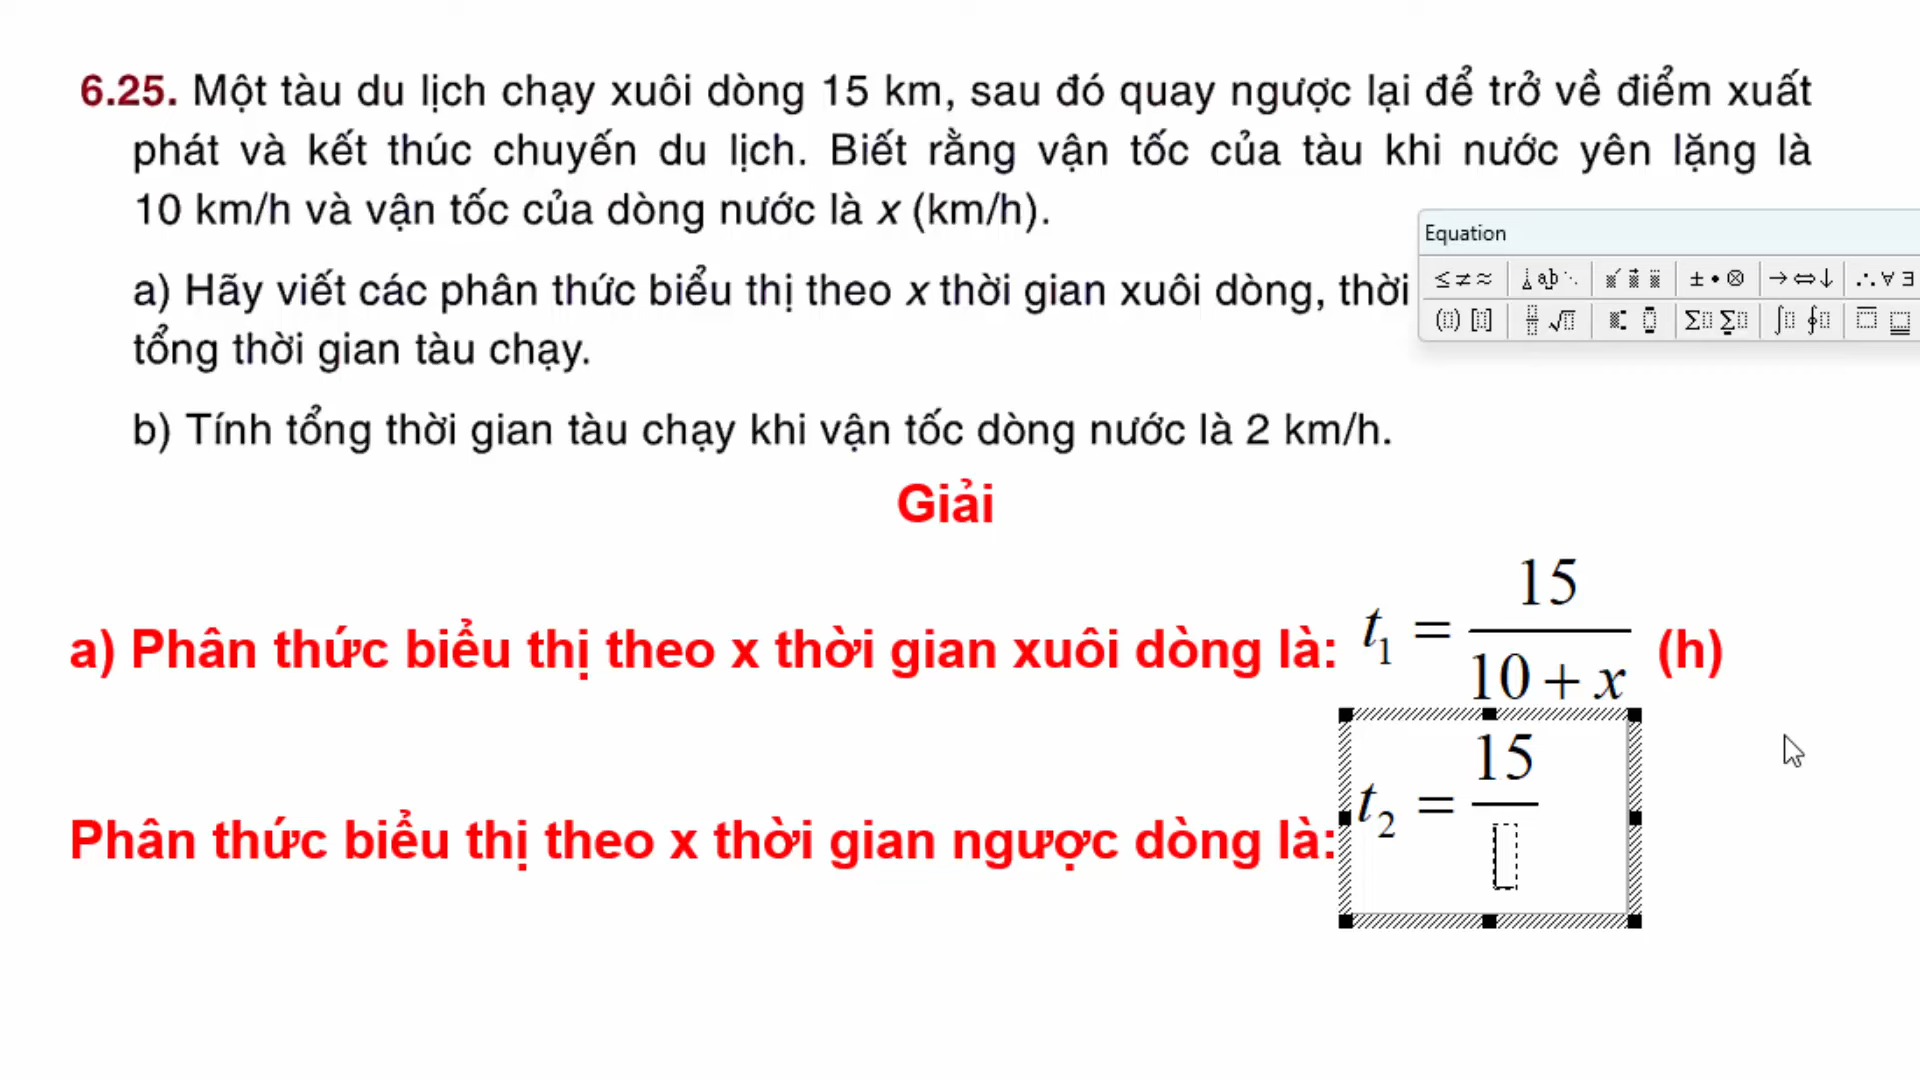 6.25. Một tàu du lịch chạy xuôi dòng 15 km, sau đó quay ngược lại để trở về điểm xuất
phát và kết thúc chuyến du lịch. Biết rằng vận tốc của tàu khi nước yên lặng là
10 km/h và vận tốc của dòng nước là x (km/h).
Equation
a) Hãy viết các phân thức biểu thị theo x thời gian xuôi dòng, thời
tổng thời gian tàu chạy.
b) Tính tổng thời gian tàu chạy khi vận tốc dòng nước là 2 km/h.
Giải
a) Phân thức biểu thị theo x thời gian xuôi dòng là: t₁ = 15/(10 + x) (h)
Phân thức biểu thị theo x thời gian ngược dòng là: t₂ = 15/